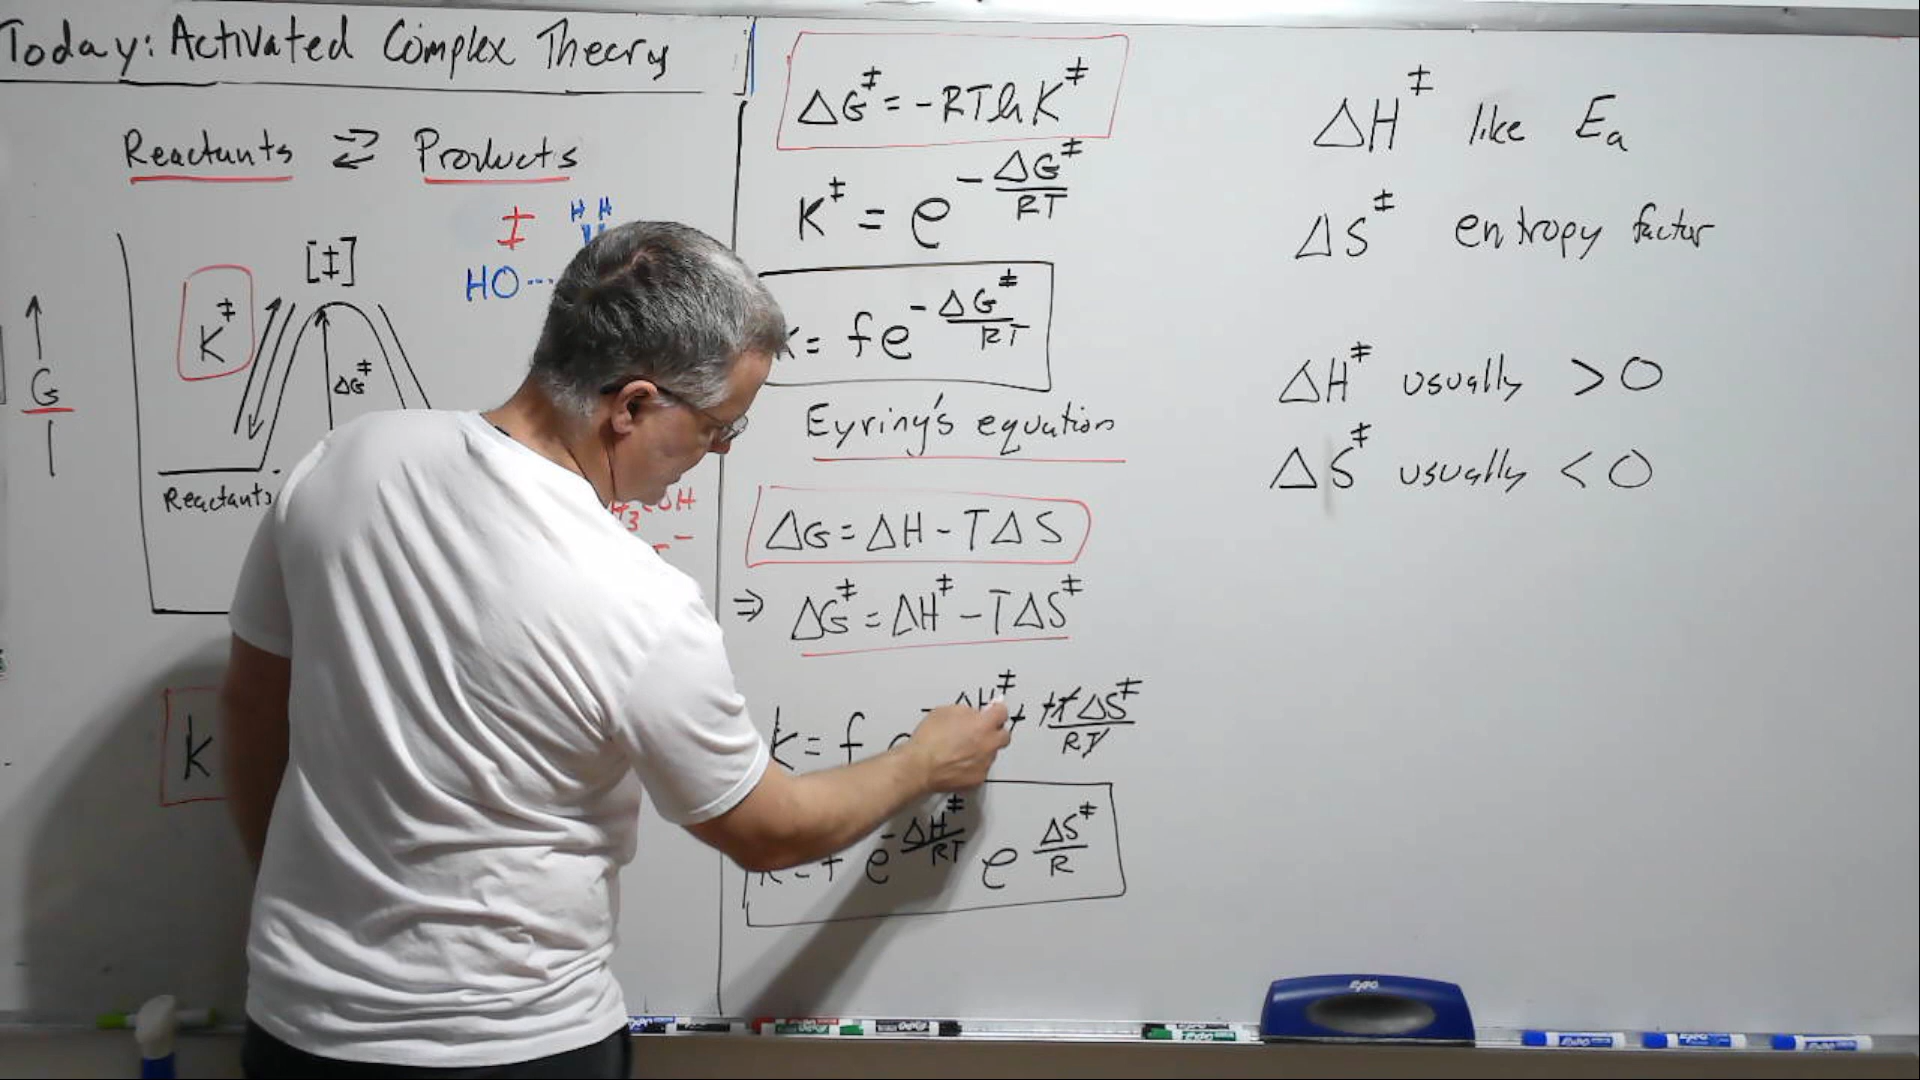 Today: Activated Complex Theory
Reactants ⇌ Products
‡
H H
HO···
[‡]
K‡
ΔG‡
↑
G
Reactants
k
ΔG‡ = -RT ln K‡
K‡ = e^(-ΔG‡/RT)
= f e^(-ΔG‡/RT)
Eyring's equation
ΔG = ΔH - TΔS
⇒ ΔG‡ = ΔH‡ - TΔS‡
k = f
TΔS‡/RT
e^(-ΔH‡/RT) e^(ΔS‡/R)
ΔH‡ like Ea
ΔS‡ entropy factor
ΔH‡ usually > 0
ΔS‡ usually < 0
EXPO